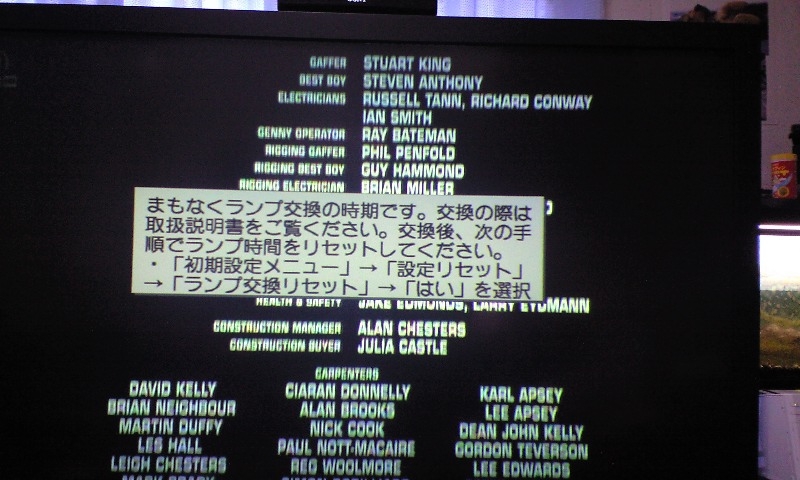 GAFFER STUART KING
BEST BOY STEVEN ANTHONY
ELECTRICIANS RUSSELL TANN, RICHARD CONWAY
IAN SMITH
GENNY OPERATOR RAY BATEMAN
RIGGING GAFFER PHIL PENFOLD
RIGGING BEST BOY GUY HAMMOND
RIGGING ELECTRICIAN BRIAN MILLER
まもなくランプ交換の時期です。交換の際は
取扱説明書をご覧ください。交換後、次の手
順でランプ時間をリセットしてください。
・「初期設定メニュー」→「設定リセット」
→「ランプ交換リセット」→「はい」を選択
HEALTH & SAFETY JAKE EDMONDS, LARRY EYDMANN
CONSTRUCTION MANAGER ALAN CHESTERS
CONSTRUCTION BUYER JULIA CASTLE
CARPENTERS
DAVID KELLY CIARAN DONNELLY KARL APSEY
BRIAN NEIGHBOUR ALAN BROOKS LEE APSEY
MARTIN DUFFY NICK COOK DEAN JOHN KELLY
LES HALL PAUL NOTT-MACAIRE GORDON TEVERSON
LEIGH CHESTERS REG WOOLMORE LEE EDWARDS